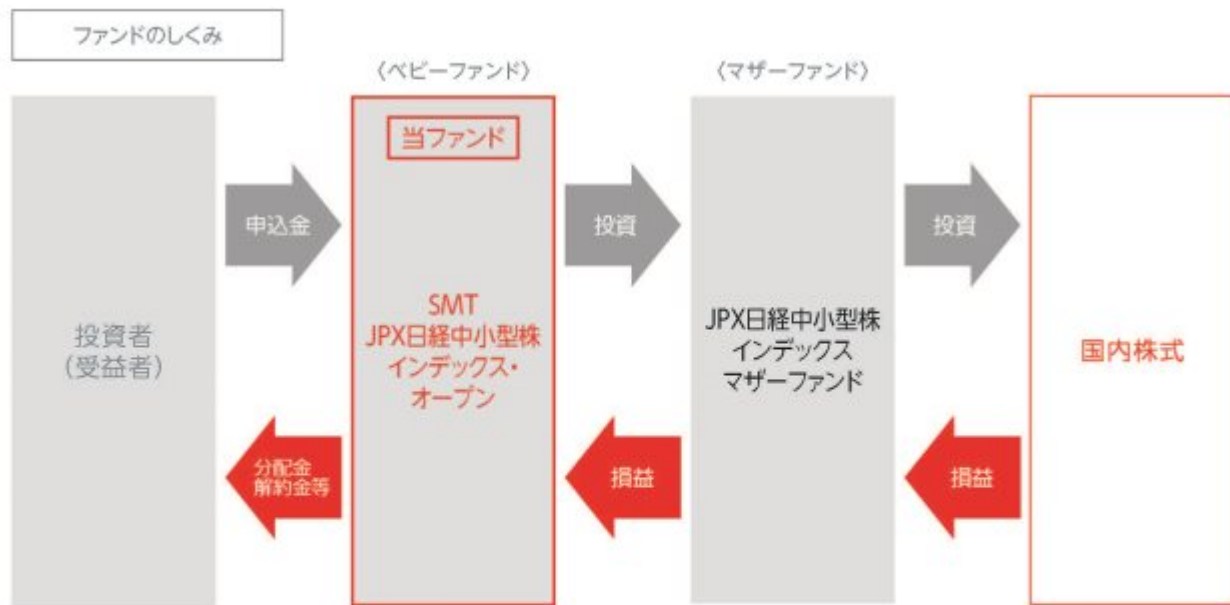 ファンドのしくみ
〈ベビーファンド〉
〈マザーファンド〉
当ファンド
申込金
投資
投資
投資者
(受益者)
SMT
JPX日経中小型株
インデックス・
オープン
JPX日経中小型株
インデックス
マザーファンド
国内株式
分配金
解約金等
損益
損益